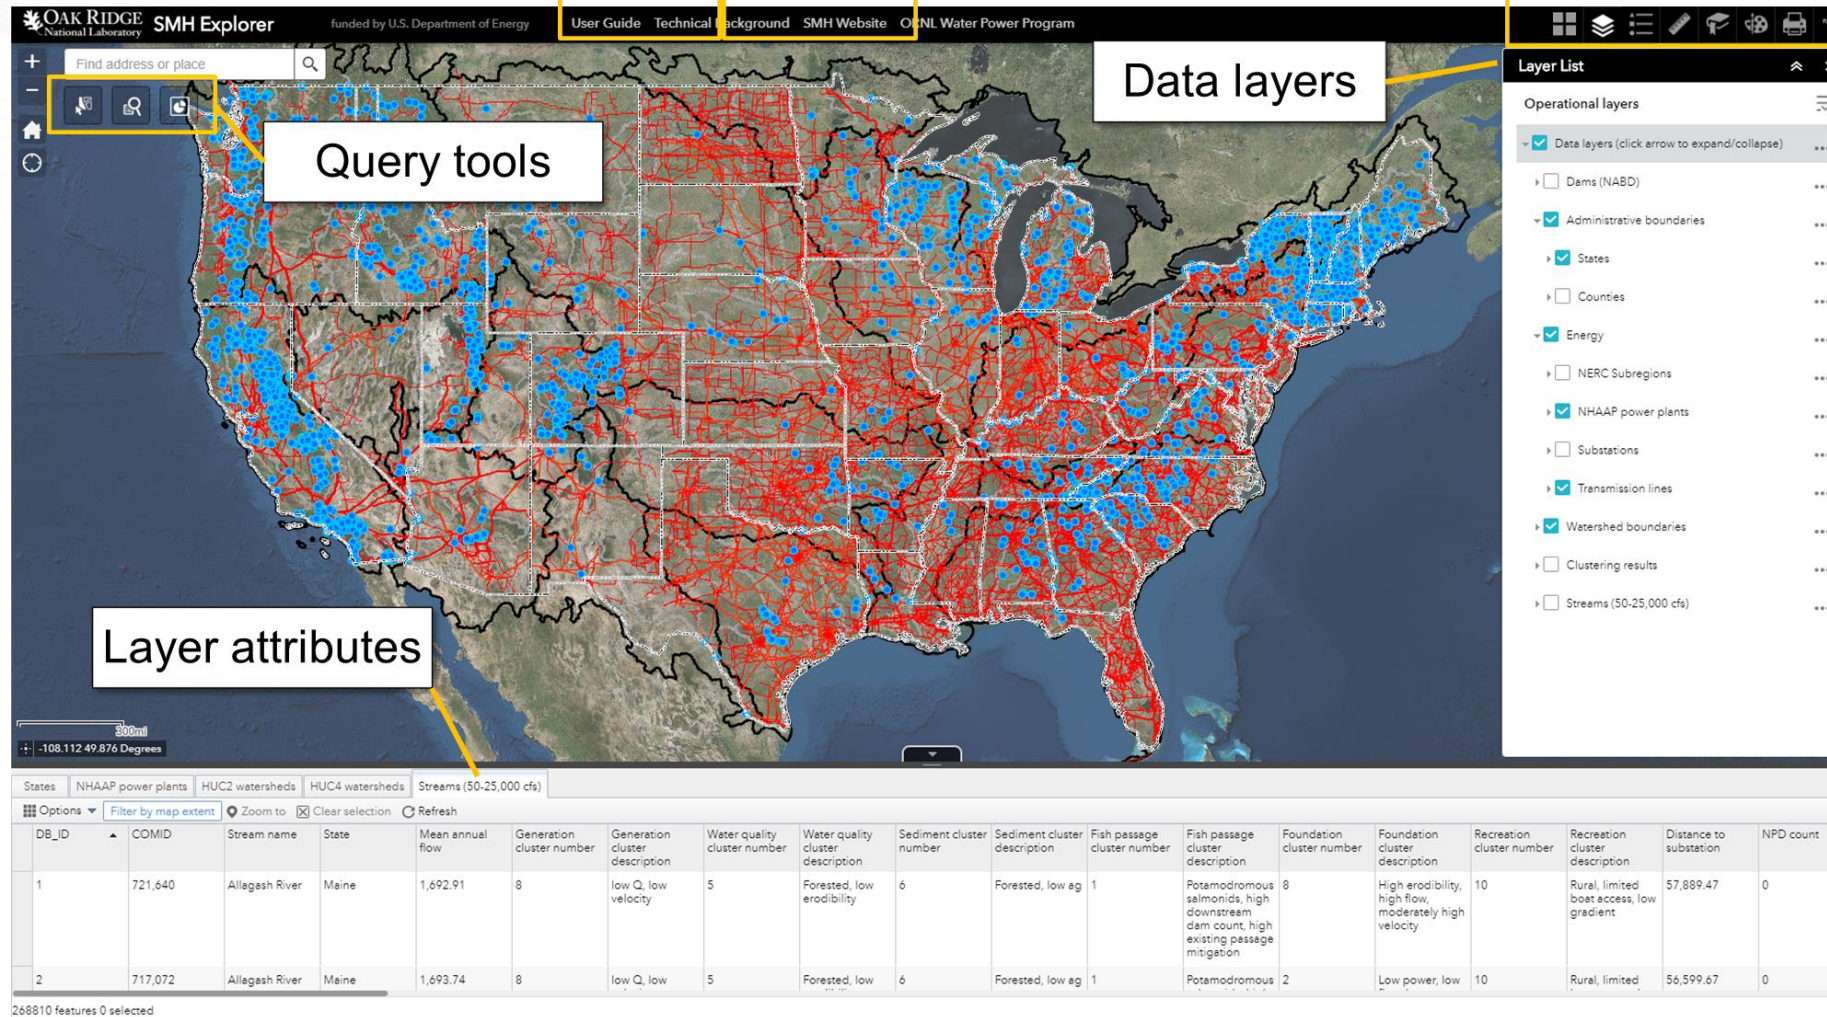 OAK RIDGE
National Laboratory
SMH Explorer
funded by U.S. Department of Energy
User Guide Technical Background SMH Website ORNL Water Power Program
Find address or place
Query tools
Data layers
Layer attributes
Layer List
Operational layers
Data layers (click arrow to expand/collapse)
Dams (NABD)
Administrative boundaries
States
Counties
Energy
NERC Subregions
NHAAP power plants
Substations
Transmission lines
Watershed boundaries
Clustering results
Streams (50-25,000 cfs)
300mi
-108.112 49.876 Degrees
States NHAAP power plants HUC2 watersheds HUC4 watersheds Streams (50-25,000 cfs)
Options Filter by map extent Zoom to Clear selection Refresh
DB_ID
COMID
Stream name
State
Mean annual
flow
Generation
cluster number
Generation
cluster
description
Water quality
cluster number
Water quality
cluster
description
Sediment cluster
number
Sediment cluster
description
Fish passage
cluster number
Fish passage
cluster
description
Foundation
cluster number
Foundation
cluster
description
Recreation
cluster number
Recreation
cluster
description
Distance to
substation
NPD count
1
721,640
Allagash River
Maine
1,692.91
8
low Q, low
velocity
5
Forested, low
erodibility
6
Forested, low ag
1
Potamodromous
salmonids, high
downstream
dam count, high
existing passage
mitigation
8
High erodibility,
high flow,
moderately high
velocity
10
Rural, limited
boat access, low
gradient
57,889.47
0
2
717,072
Allagash River
Maine
1,693.74
8
low Q, low
5
Forested, low
6
Forested, low ag
1
Potamodromous
2
Low power, low
10
Rural, limited
56,599.67
0
268810 features 0 selected